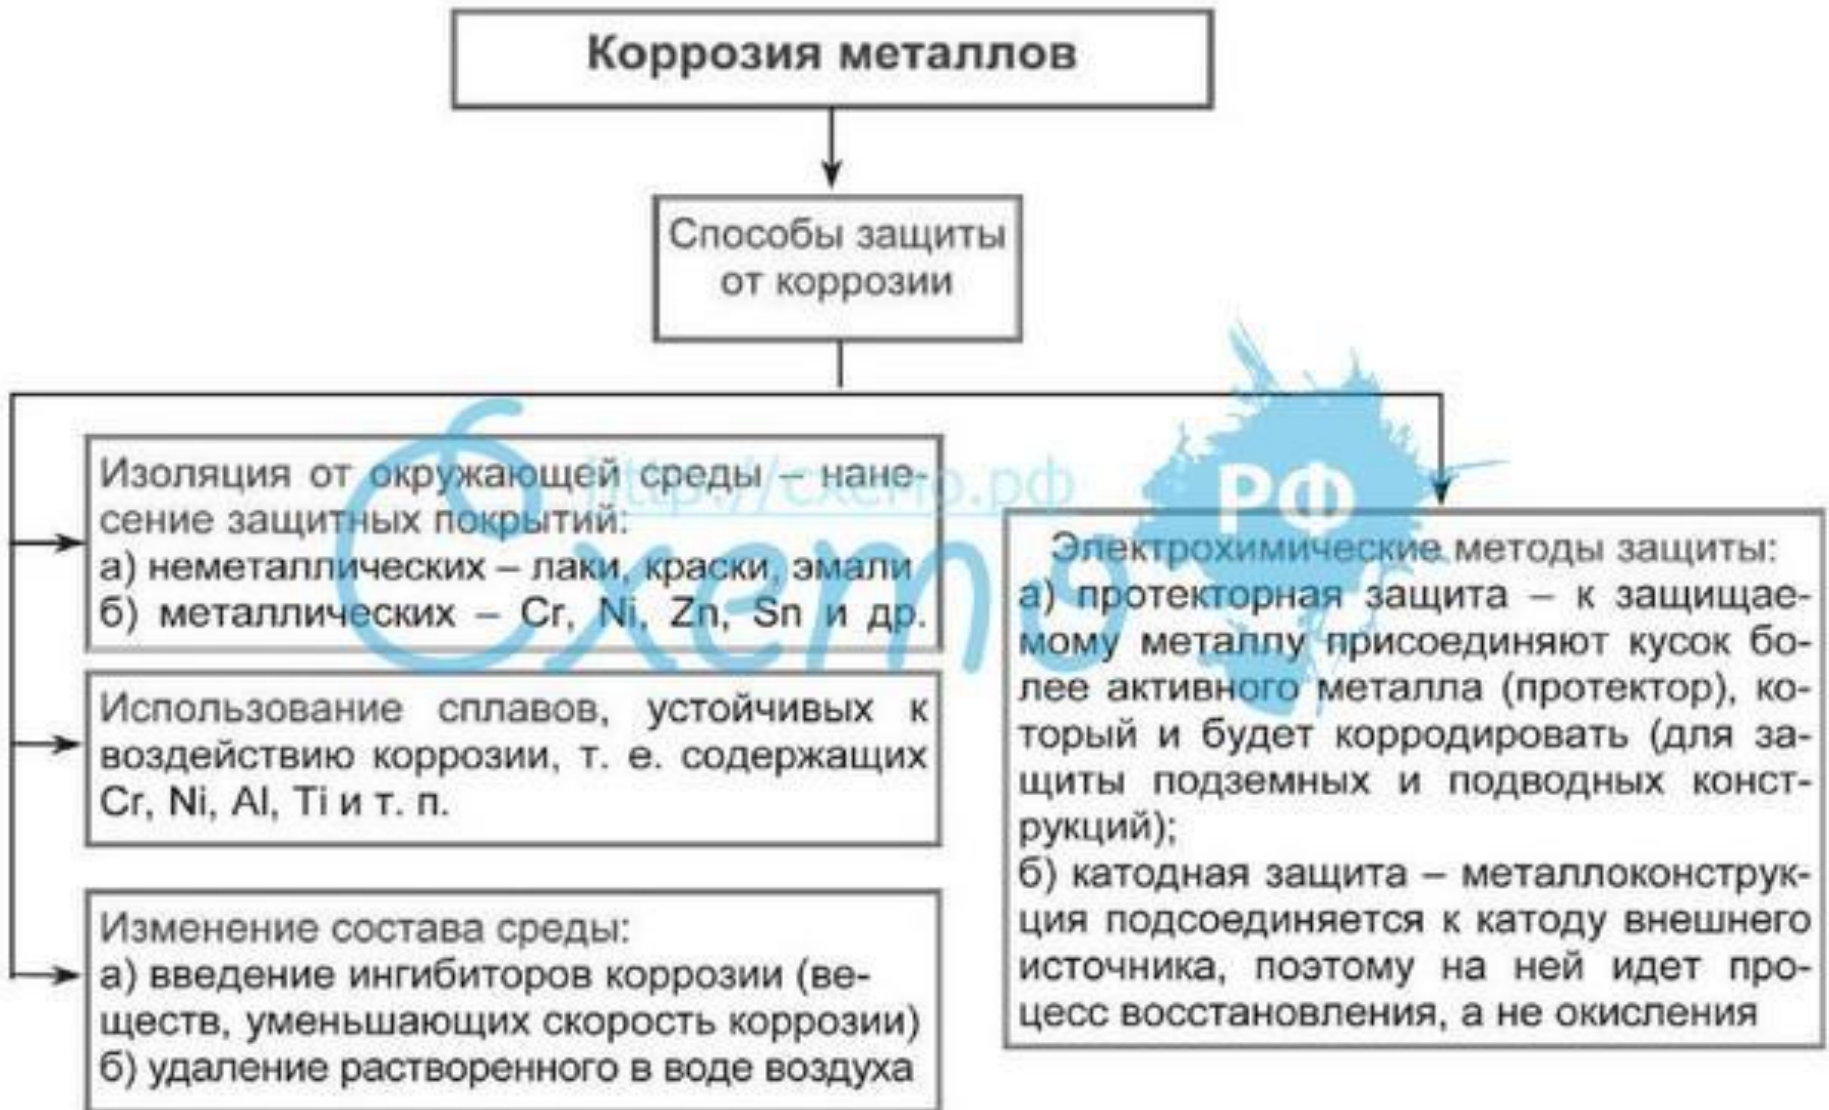 Коррозия металлов
Способы защиты
от коррозии
Изоляция от окружающей среды – нане-
сение защитных покрытий:
а) неметаллических – лаки, краски, эмали
б) металлических – Cr, Ni, Zn, Sn и др.
Использование сплавов, устойчивых к
воздействию коррозии, т. е. содержащих
Cr, Ni, Al, Ti и т. п.
Изменение состава среды:
а) введение ингибиторов коррозии (ве-
ществ, уменьшающих скорость коррозии)
б) удаление растворенного в воде воздуха
Электрохимические методы защиты:
а) протекторная защита – к защищае-
мому металлу присоединяют кусок бо-
лее активного металла (протектор), ко-
торый и будет корродировать (для за-
щиты подземных и подводных конст-
рукций);
б) катодная защита – металлоконструк-
ция подсоединяется к катоду внешнего
источника, поэтому на ней идет про-
цесс восстановления, а не окисления
http://схемо.рф
Схемо
РФ